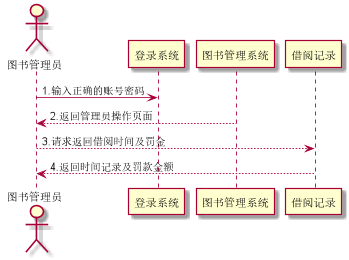 图书管理员
登录系统
图书管理系统
借阅记录
1.输入正确的账号密码
2.返回管理员操作页面
3.请求返回借阅时间及罚金
4.返回时间记录及罚款金额
图书管理员
登录系统
图书管理系统
借阅记录